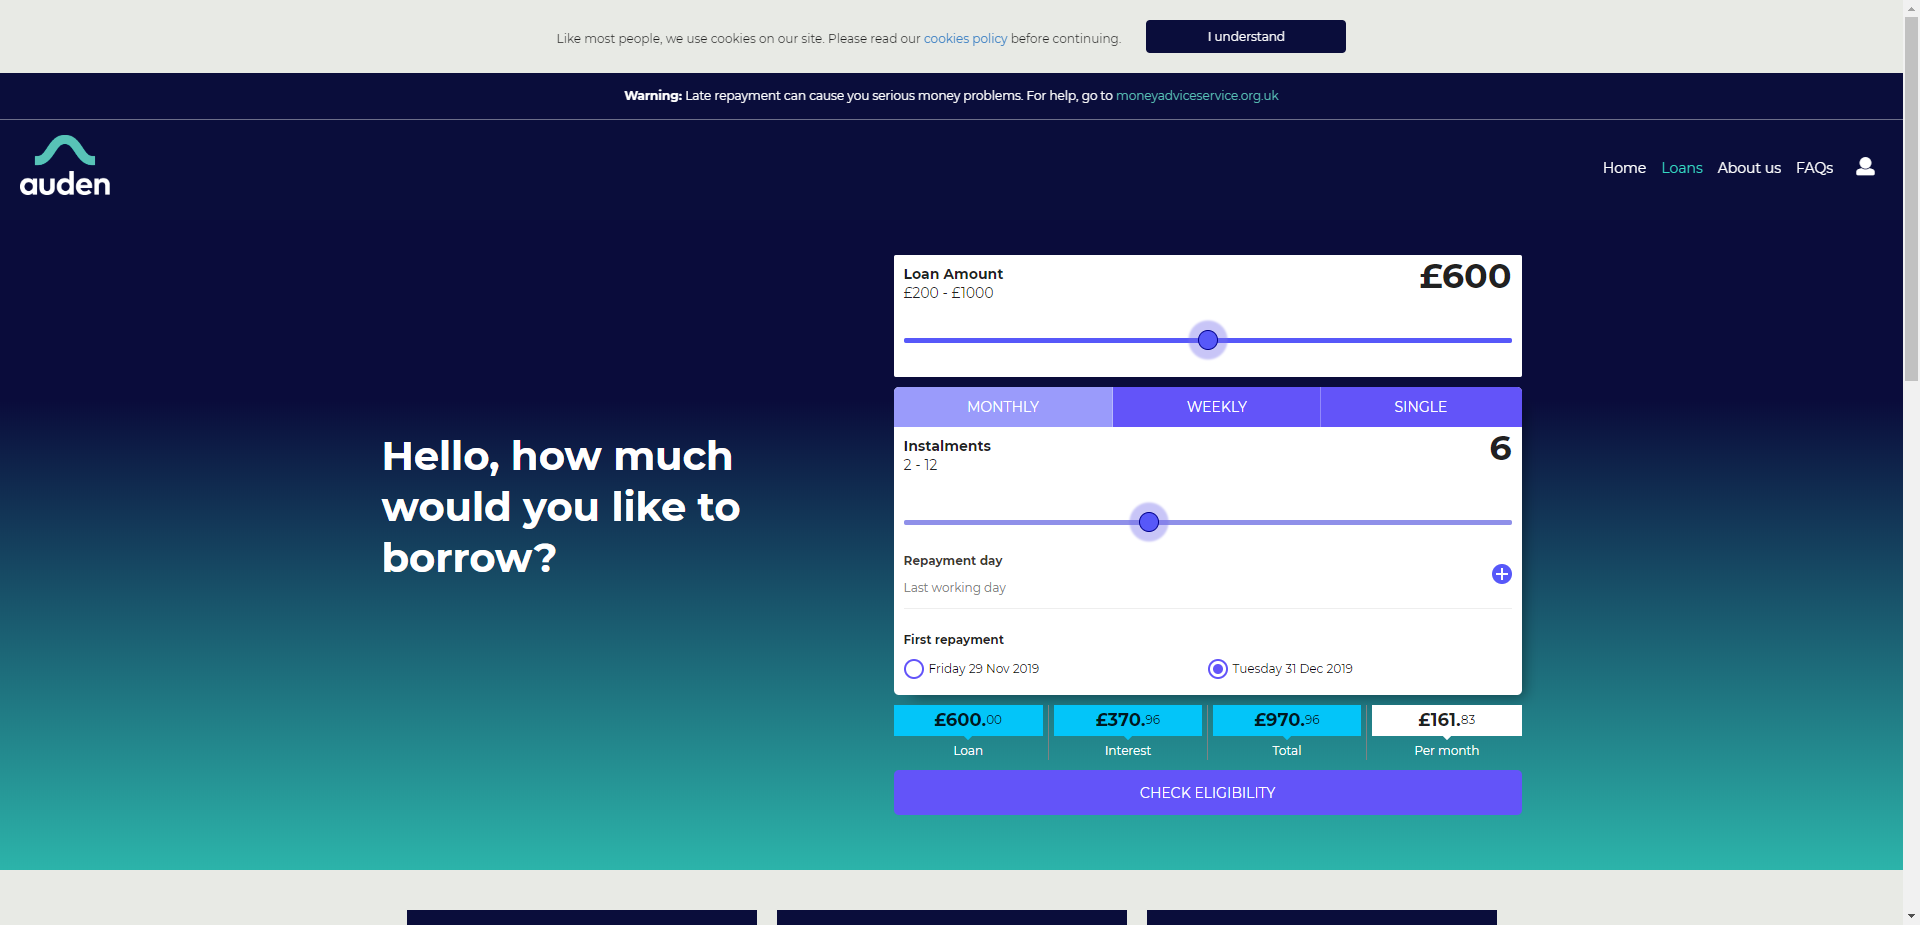 Like most people, we use cookies on our site. Please read our cookies policy before continuing.
I understand
Warning: Late repayment can cause you serious money problems. For help, go to moneyadviceservice.org.uk
auden
Home Loans About us FAQs
Loan Amount
£600
£200 - £1000
MONTHLY WEEKLY SINGLE
Instalments
6
2 - 12
Hello, how much
would you like to
borrow?
Repayment day
Last working day
First repayment
Friday 29 Nov 2019 Tuesday 31 Dec 2019
£600.00 £370.96 £970.96 £161.83
Loan Interest Total Per month
CHECK ELIGIBILITY